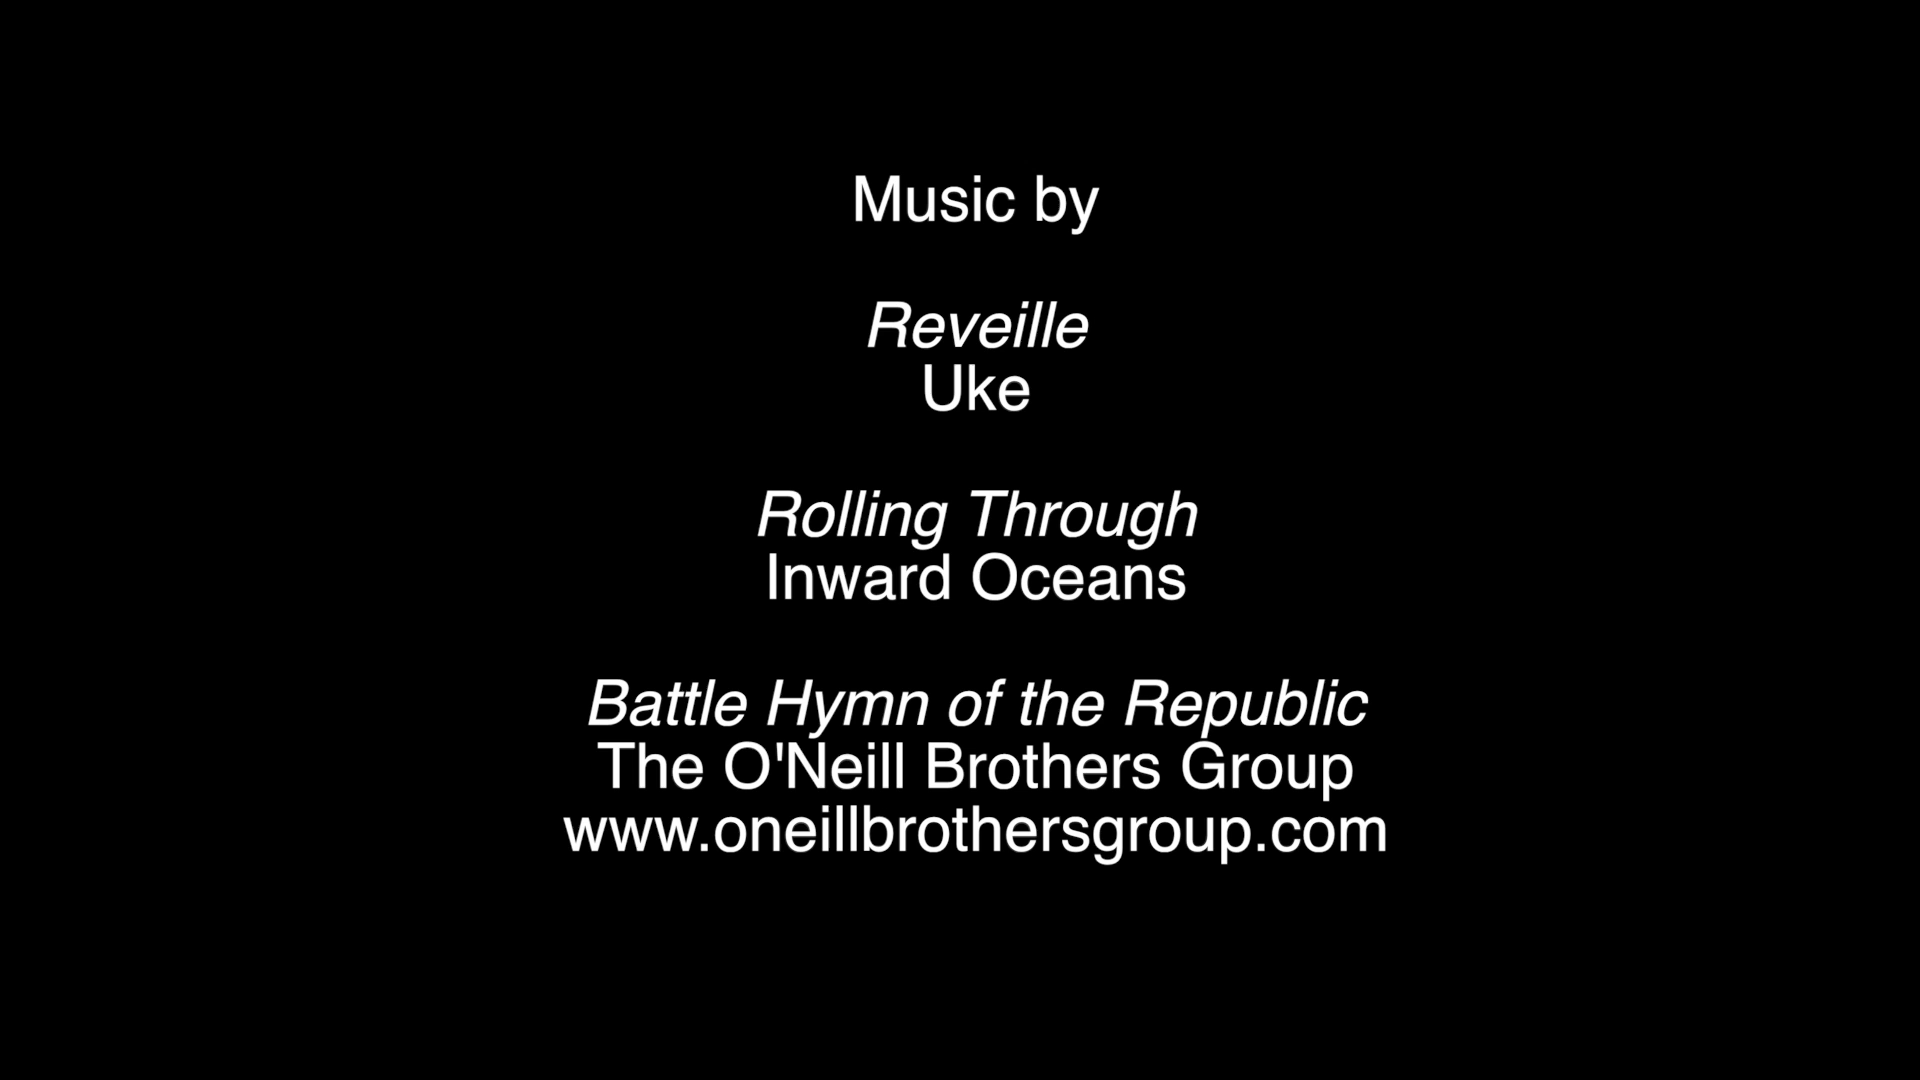 Music by
Reveille
Uke
Rolling Through
Inward Oceans
Battle Hymn of the Republic
The O'Neill Brothers Group
www.oneillbrothersgroup.com